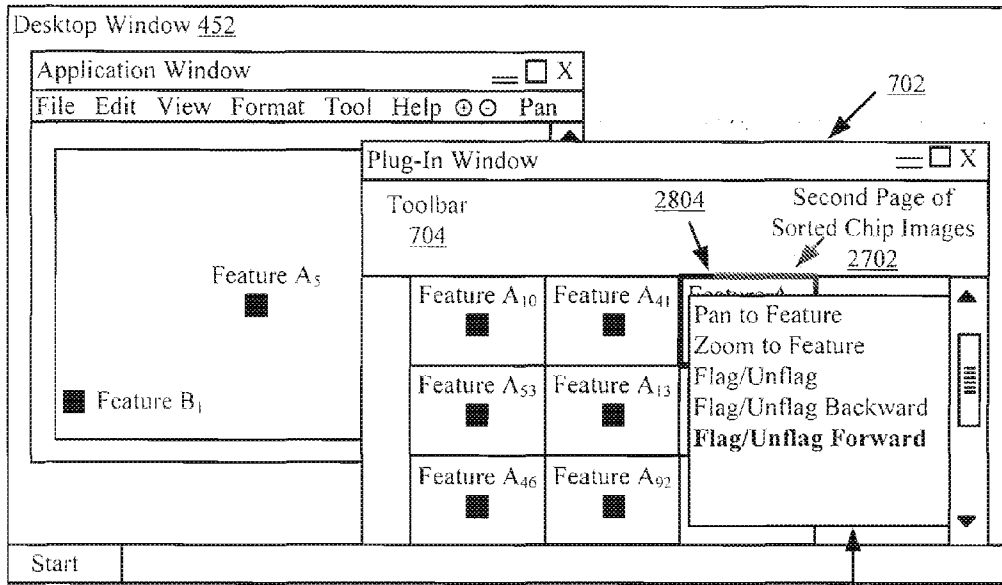 Desktop Window 452
Application Window X
File Edit View Format Tool Help Pan
702
Plug-In Window X
Toolbar
704
2804
Second Page of
Sorted Chip Images
2702
Feature A5
Feature B1
Feature A10 Feature A41
Feature A53 Feature A13
Feature A46 Feature A92
Pan to Feature
Zoom to Feature
Flag/Unflag
Flag/Unflag Backward
Flag/Unflag Forward
Start